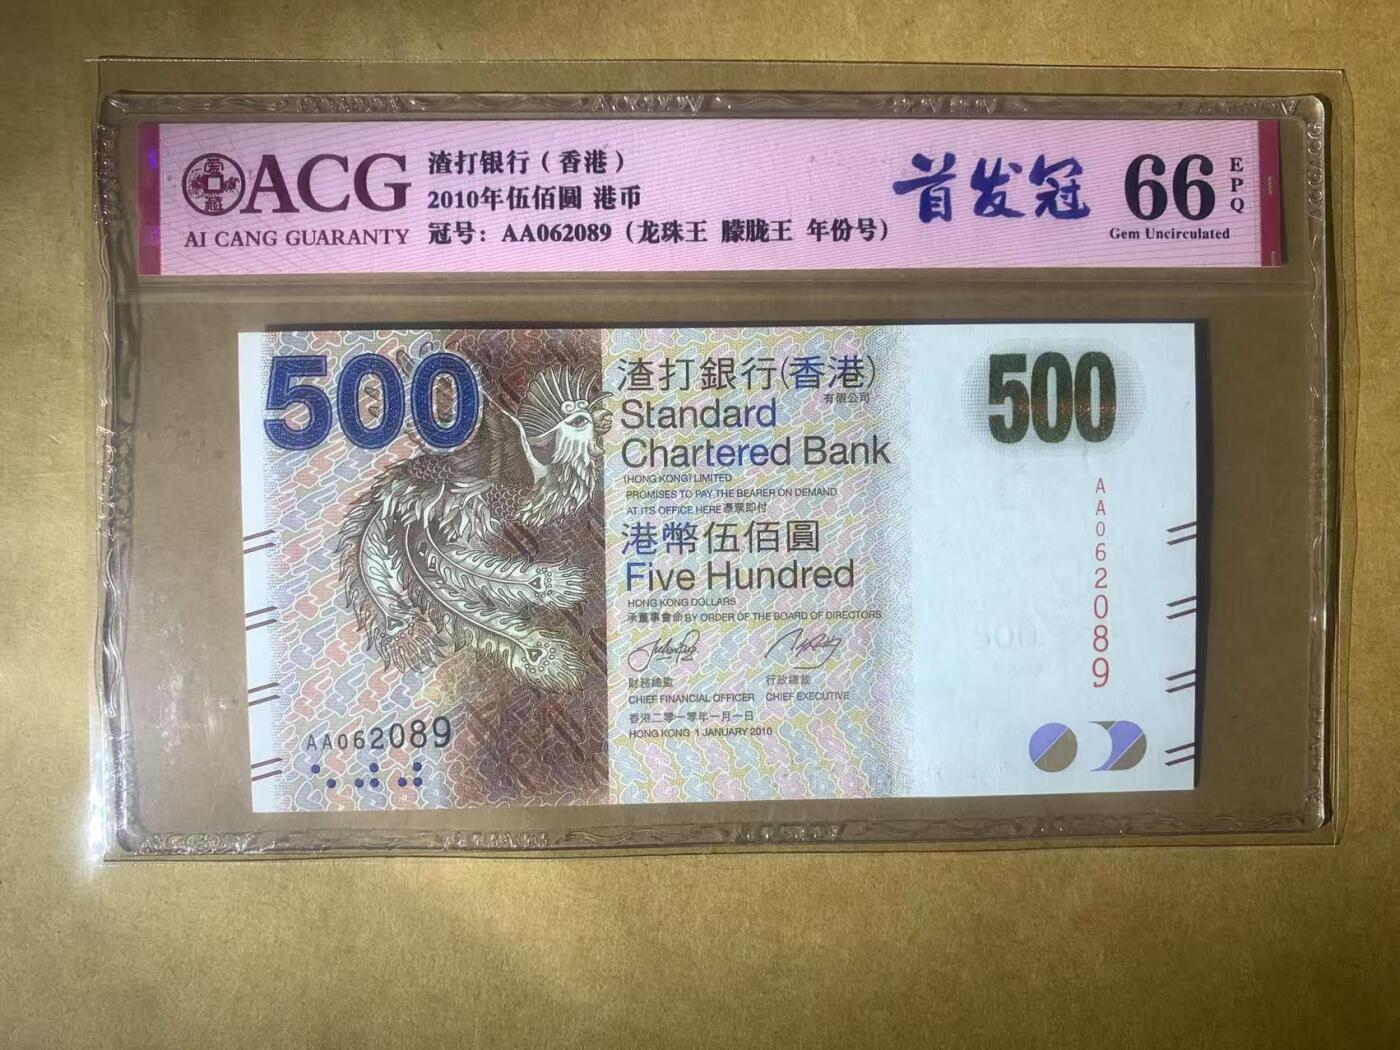 ACG
AI CANG GUARANTY
渣打银行（香港）
2010年伍佰圆 港币
冠号：AA062089（龙珠王 朦胧王 年份号）
首发冠
66
EPQ
Gem Uncirculated
500
渣打銀行(香港)
有限公司
Standard
Chartered Bank
(HONG KONG) LIMITED
PROMISES TO PAY THE BEARER ON DEMAND
AT ITS OFFICE HERE 憑票即付
港幣伍佰圓
Five Hundred
HONG KONG DOLLARS
承董事會命 BY ORDER OF THE BOARD OF DIRECTORS
財務總監
CHIEF FINANCIAL OFFICER
行政總裁
CHIEF EXECUTIVE
香港二零一零年一月一日
HONG KONG 1 JANUARY 2010
AA062089
500
AA062089